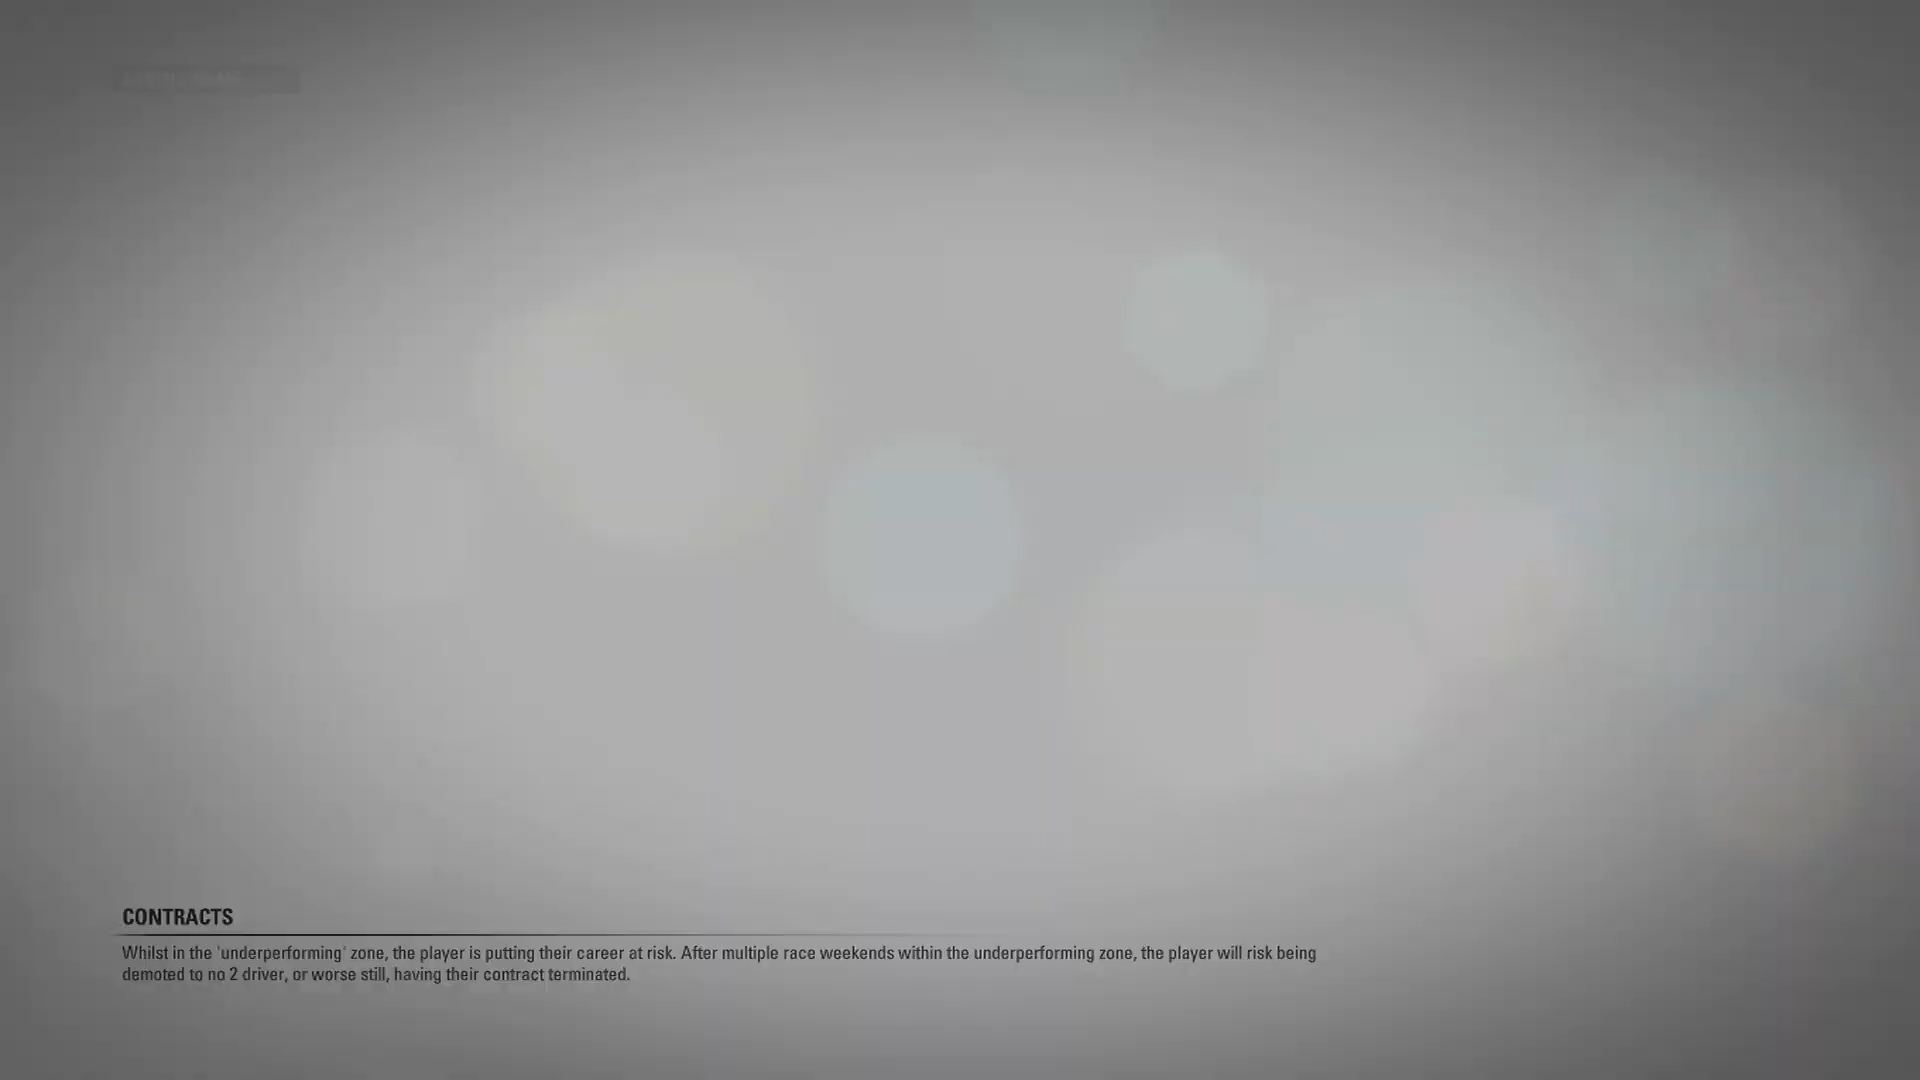 CONTRACTS
Whilst in the 'underperforming' zone, the player is putting their career at risk. After multiple race weekends within the underperforming zone, the player will risk being
demoted to no 2 driver, or worse still, having their contract terminated.